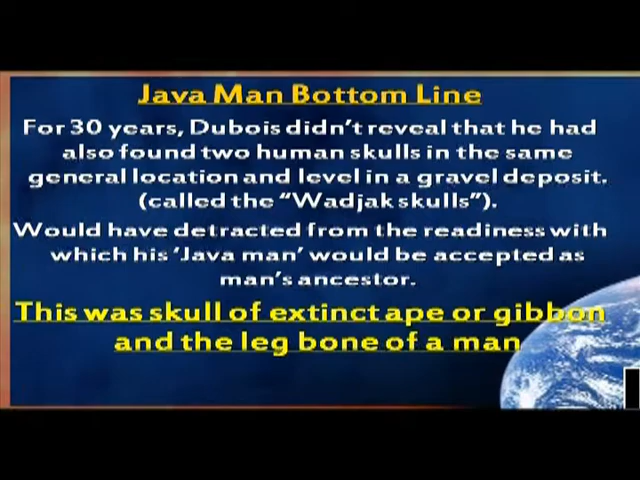 Java Man Bottom Line
For 30 years, Dubois didn't reveal that he had
also found two human skulls in the same
general location and level in a gravel deposit.
(called the "Wadjak skulls").
Would have detracted from the readiness with
which his 'Java man' would be accepted as
man's ancestor.
This was skull of extinct ape or gibbon
and the leg bone of a man